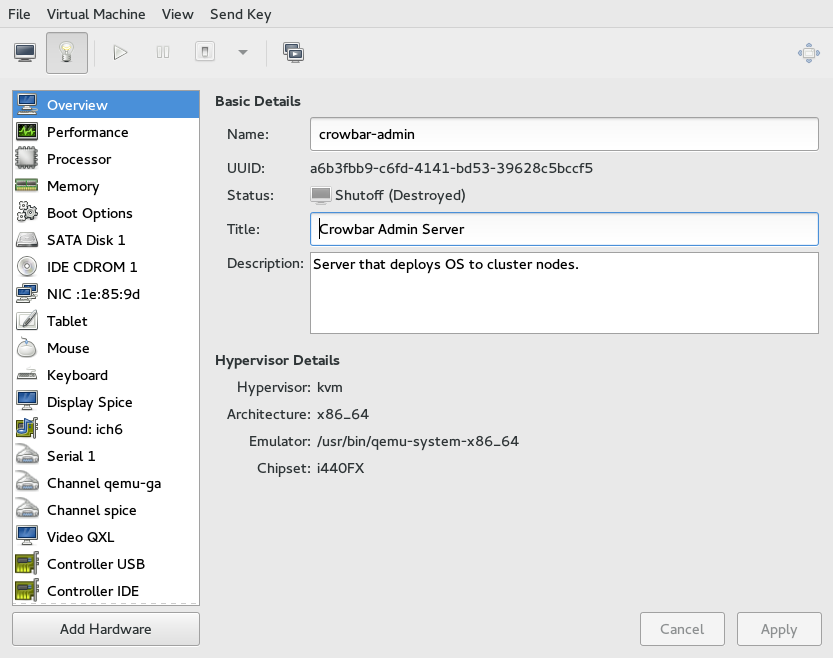 File Virtual Machine View Send Key
Overview
Performance
Processor
Memory
Boot Options
SATA Disk 1
IDE CDROM 1
NIC :1e:85:9d
Tablet
Mouse
Keyboard
Display Spice
Sound: ich6
Serial 1
Channel qemu-ga
Channel spice
Video QXL
Controller USB
Controller IDE
Add Hardware
Basic Details
Name: crowbar-admin
UUID: a6b3fbb9-c6fd-4141-bd53-39628c5bccf5
Status: Shutoff (Destroyed)
Title: Crowbar Admin Server
Description: Server that deploys OS to cluster nodes.
Hypervisor Details
Hypervisor: kvm
Architecture: x86_64
Emulator: /usr/bin/qemu-system-x86_64
Chipset: i440FX
Cancel Apply